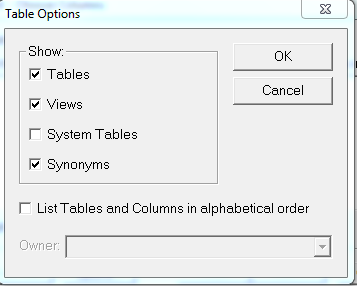 Table Options
Show:
Tables
Views
System Tables
Synonyms
OK
Cancel
List Tables and Columns in alphabetical order
Owner: